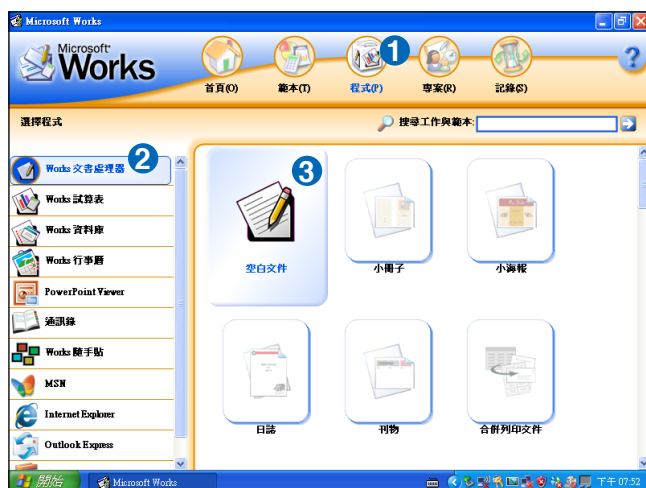 Microsoft Works
Microsoft
Works
?
1
首頁(O)
範本(T)
程式(P)
專案(R)
記錄(S)
選擇程式
搜尋工作與範本:
2
Works 文書處理器
Works 試算表
Works 資料庫
Works 行事曆
PowerPoint Viewer
通訊錄
Works 隨手貼
MSN
Internet Explorer
Outlook Express
3
空白文件
小冊子
小海報
日誌
刊物
合併列印文件
開始
Microsoft Works
下午 07:52